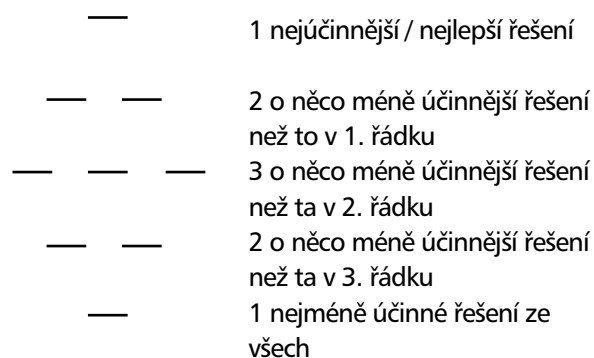 1 nejúčinnější / nejlepší řešení
2 o něco méně účinnější řešení
než to v 1. řádku
3 o něco méně účinnější řešení
než ta v 2. řádku
2 o něco méně účinnější řešení
než ta v 3. řádku
1 nejméně účinné řešení ze
všech